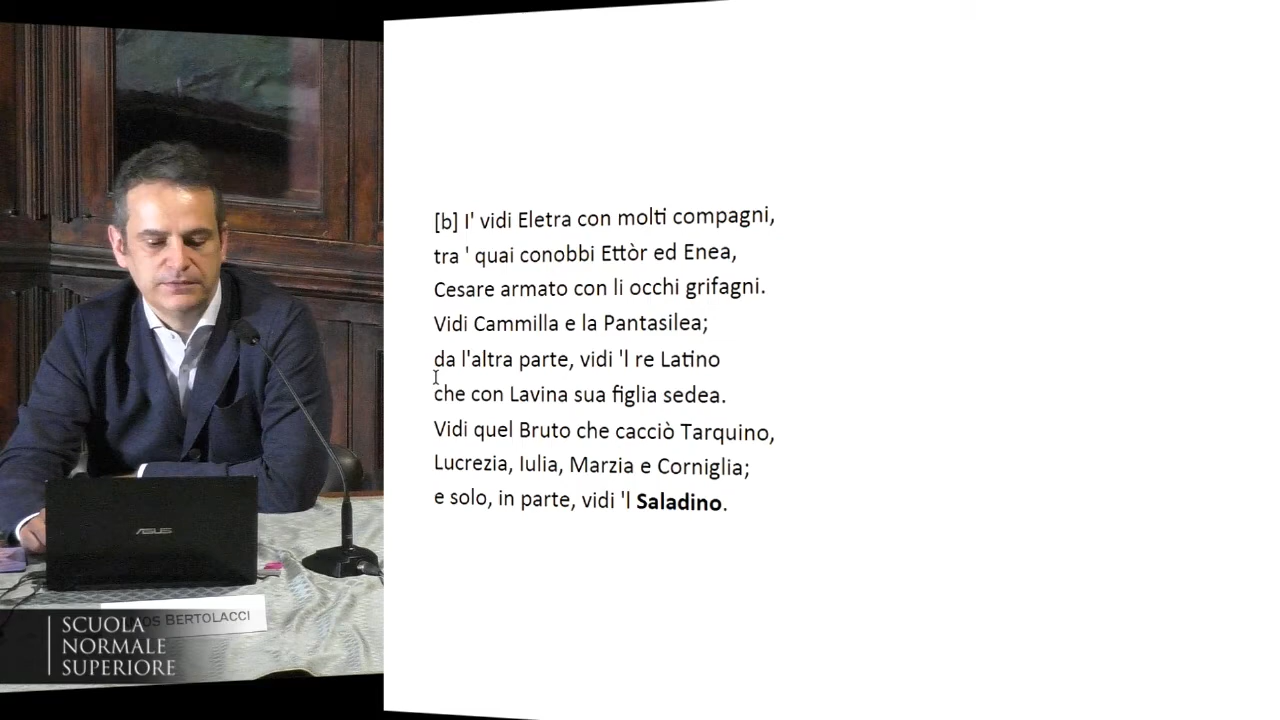 [b] I' vidi Eletra con molti compagni,
tra ' quai conobbi Ettòr ed Enea,
Cesare armato con li occhi grifagni.
Vidi Cammilla e la Pantasilea;
da l'altra parte, vidi 'l re Latino
che con Lavina sua figlia sedea.
Vidi quel Bruto che cacciò Tarquino,
Lucrezia, Iulia, Marzia e Corniglia;
e solo, in parte, vidi 'l Saladino.
ASUS
BERTOLACCI
SCUOLA
NORMALE
SUPERIORE